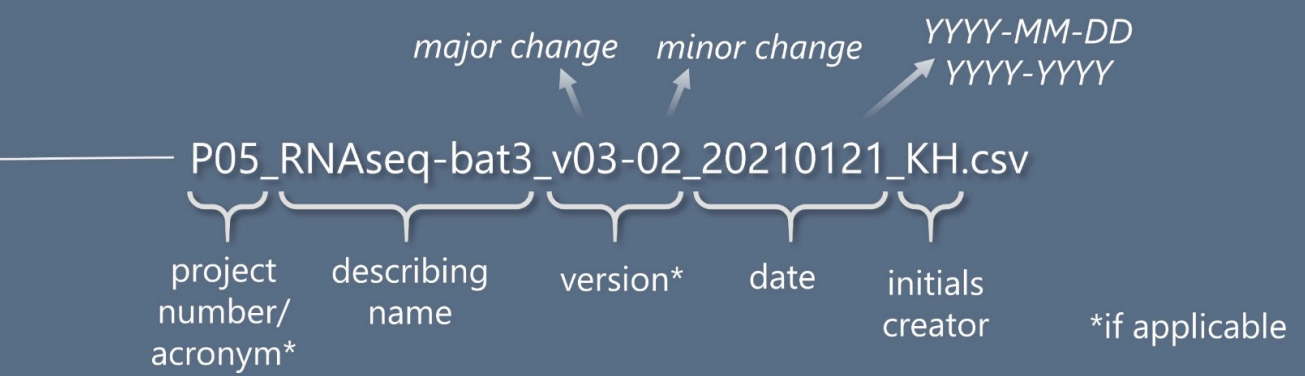 major change minor change YYYY-MM-DD
YYYY-YYYY
P05_RNAseq-bat3_v03-02_20210121_KH.csv
project number/ acronym*
describing name
version*
date
initials creator
*if applicable